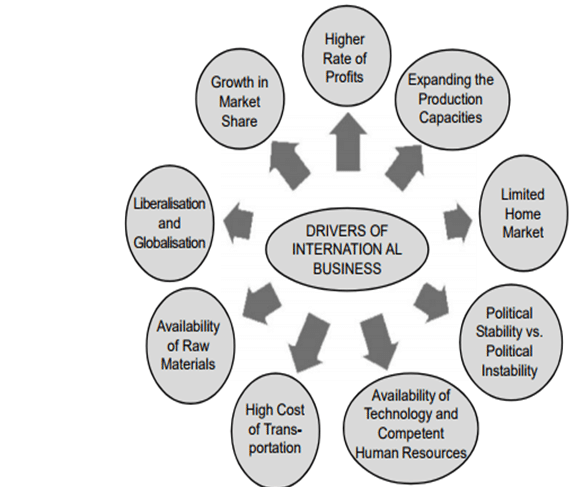 Higher
Rate of
Profits
Expanding the
Production
Capacities
Limited
Home
Market
Political
Stability vs.
Political
Instability
Availability of
Technology and
Competent
Human Resources
High Cost
of Trans-
portation
Availability
of Raw
Materials
Liberalisation
and
Globalisation
Growth in
Market
Share
DRIVERS OF
INTERNATION AL
BUSINESS